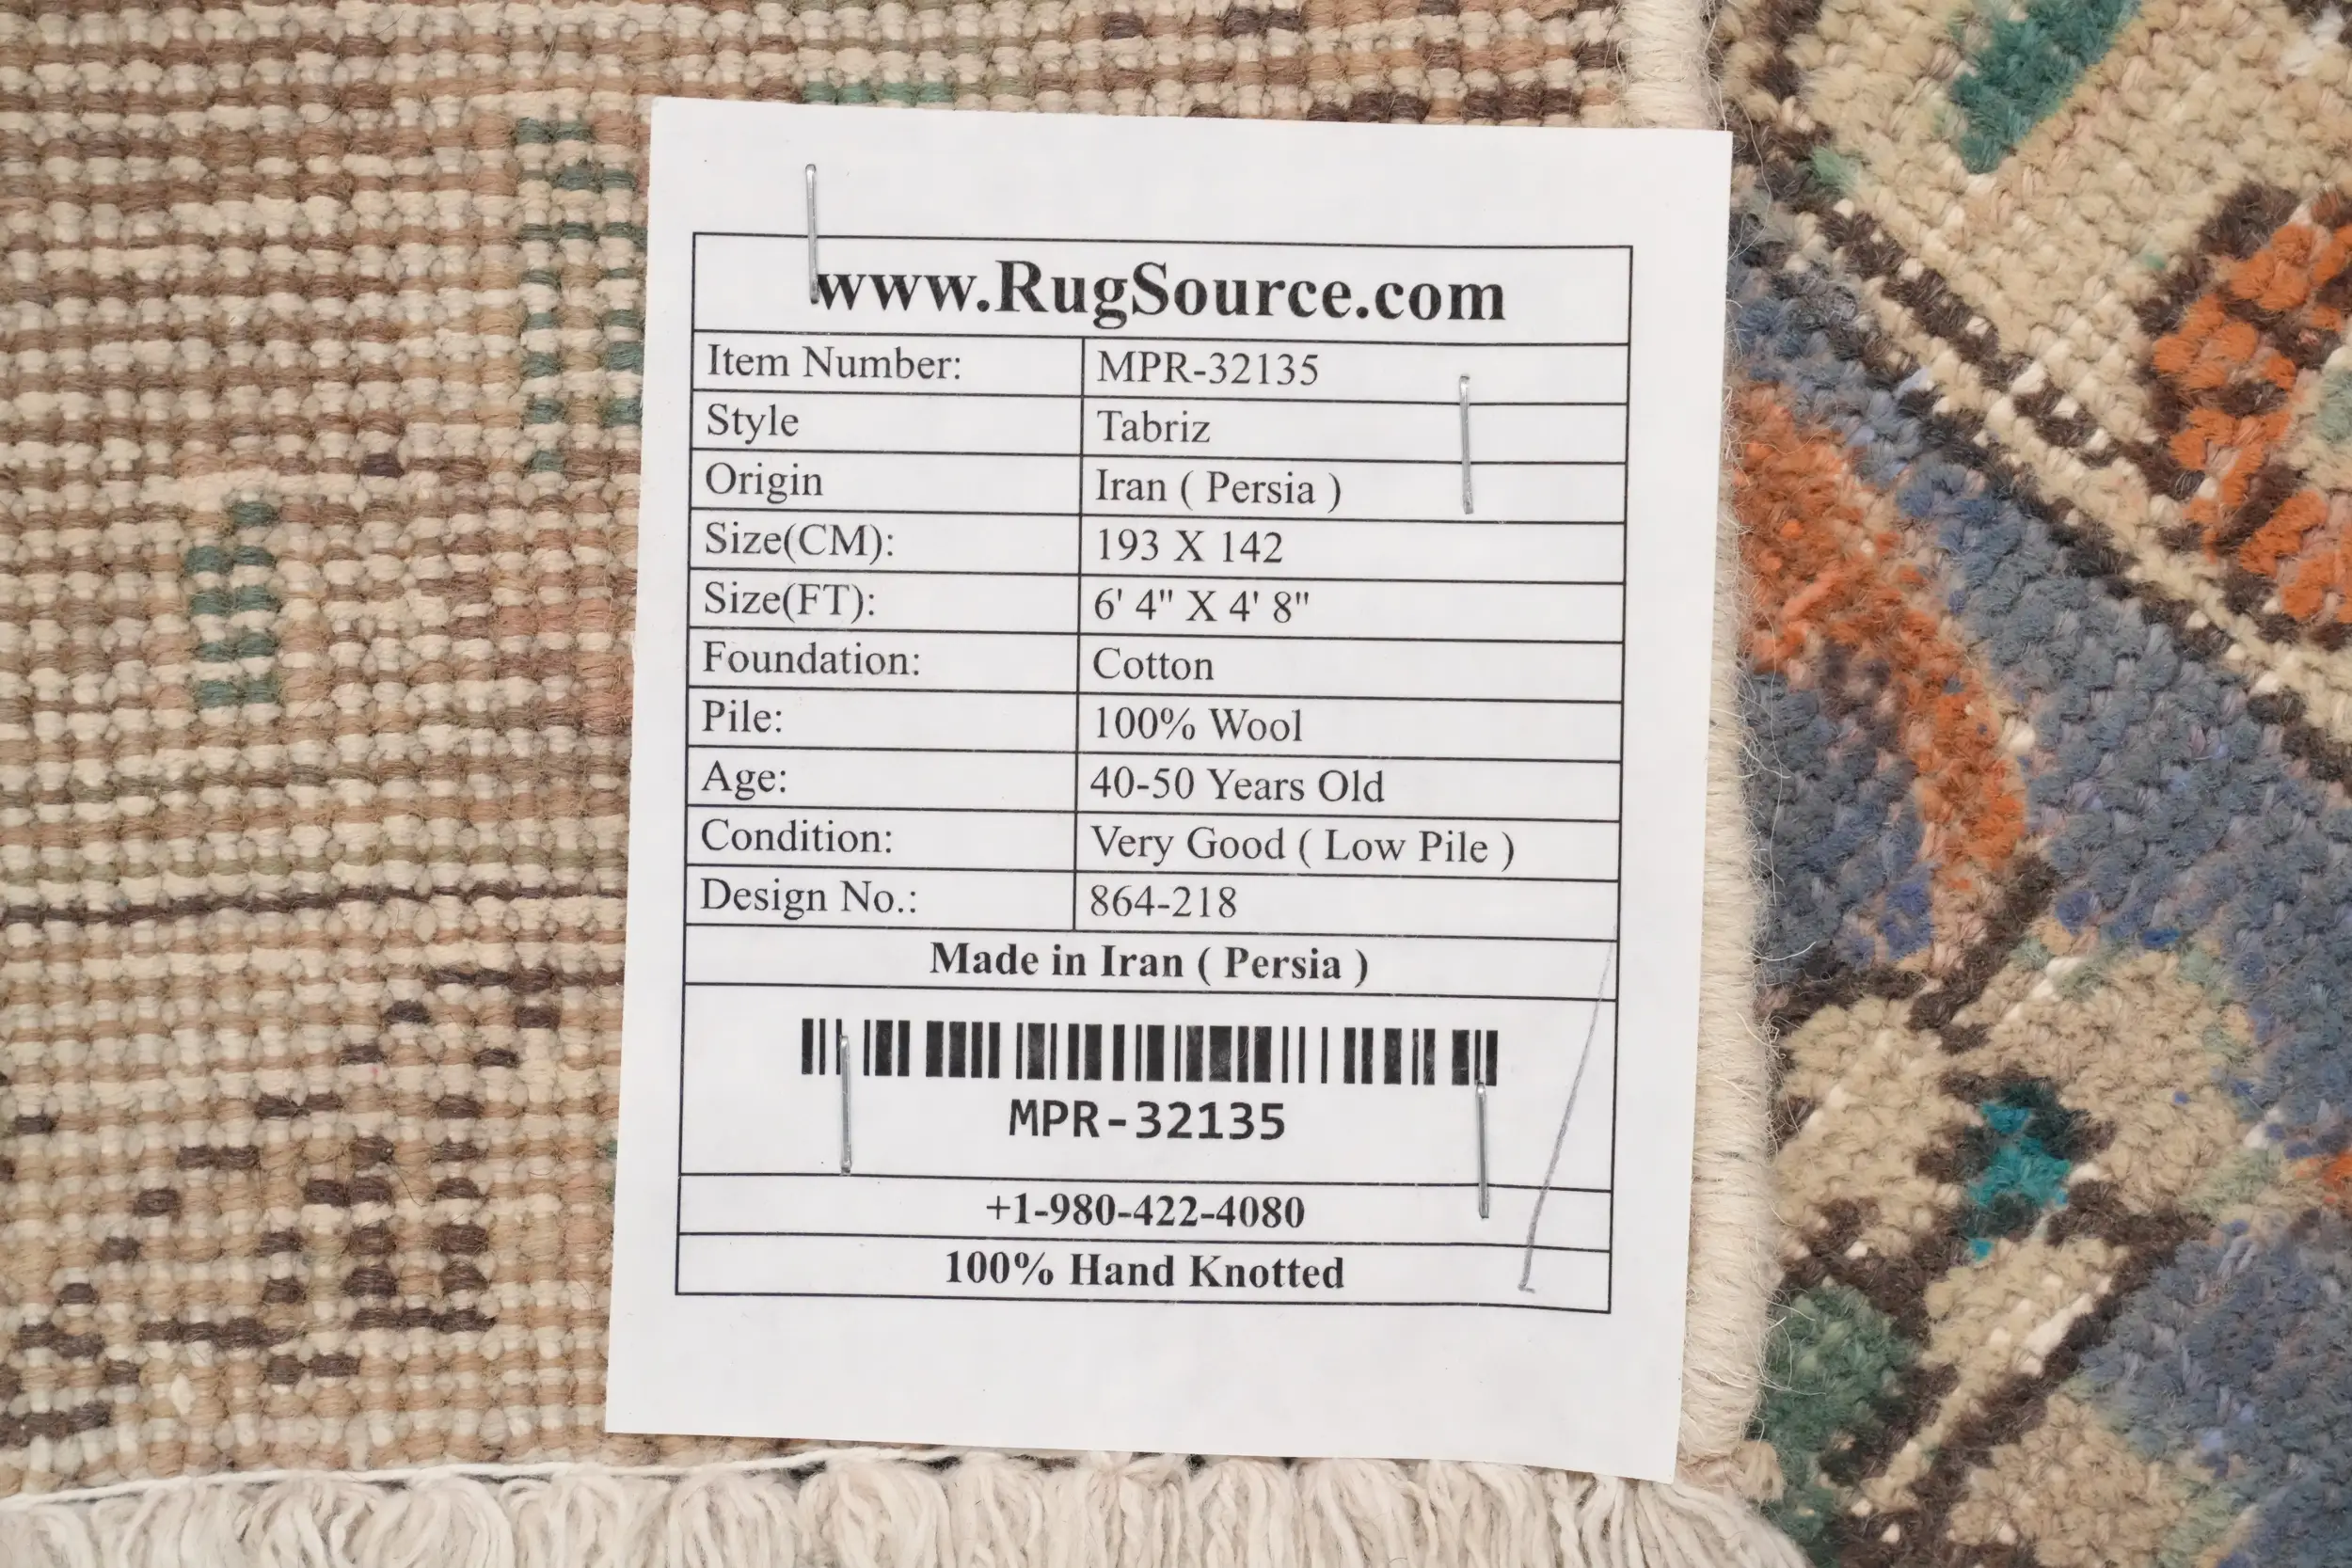 www.RugSource.com
Item Number: MPR-32135
Style Tabriz
Origin Iran ( Persia )
Size(CM): 193 X 142
Size(FT): 6' 4" X 4' 8"
Foundation: Cotton
Pile: 100% Wool
Age: 40-50 Years Old
Condition: Very Good ( Low Pile )
Design No.: 864-218
Made in Iran ( Persia )
MPR-32135
+1-980-422-4080
100% Hand Knotted